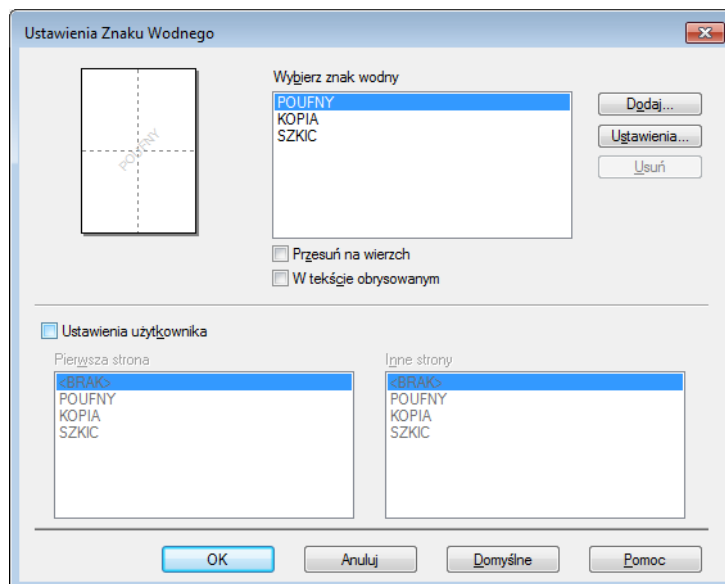 Ustawienia Znaku Wodnego
POUFNY
Wybierz znak wodny
POUFNY
KOPIA
SZKIC
Dodaj...
Ustawienia...
Usuń
Przesuń na wierzch
W tekście obrysowanym
Ustawienia użytkownika
Pierwsza strona
<BRAK>
POUFNY
KOPIA
SZKIC
Inne strony
<BRAK>
POUFNY
KOPIA
SZKIC
OK
Anuluj
Domyślne
Pomoc